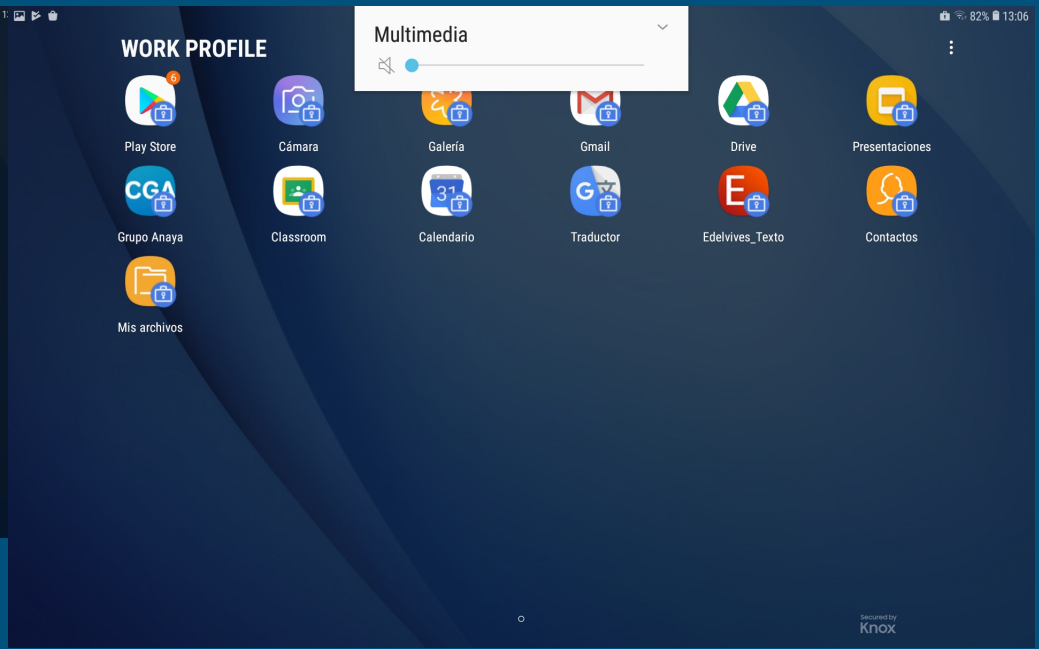 82% 13:06
Multimedia
WORK PROFILE
6
Play Store Cámara Galería Gmail Drive Presentaciones
CGA 31 G E
Grupo Anaya Classroom Calendario Traductor Edelvives_Texto Contactos
Mis archivos
Secured by
Knox